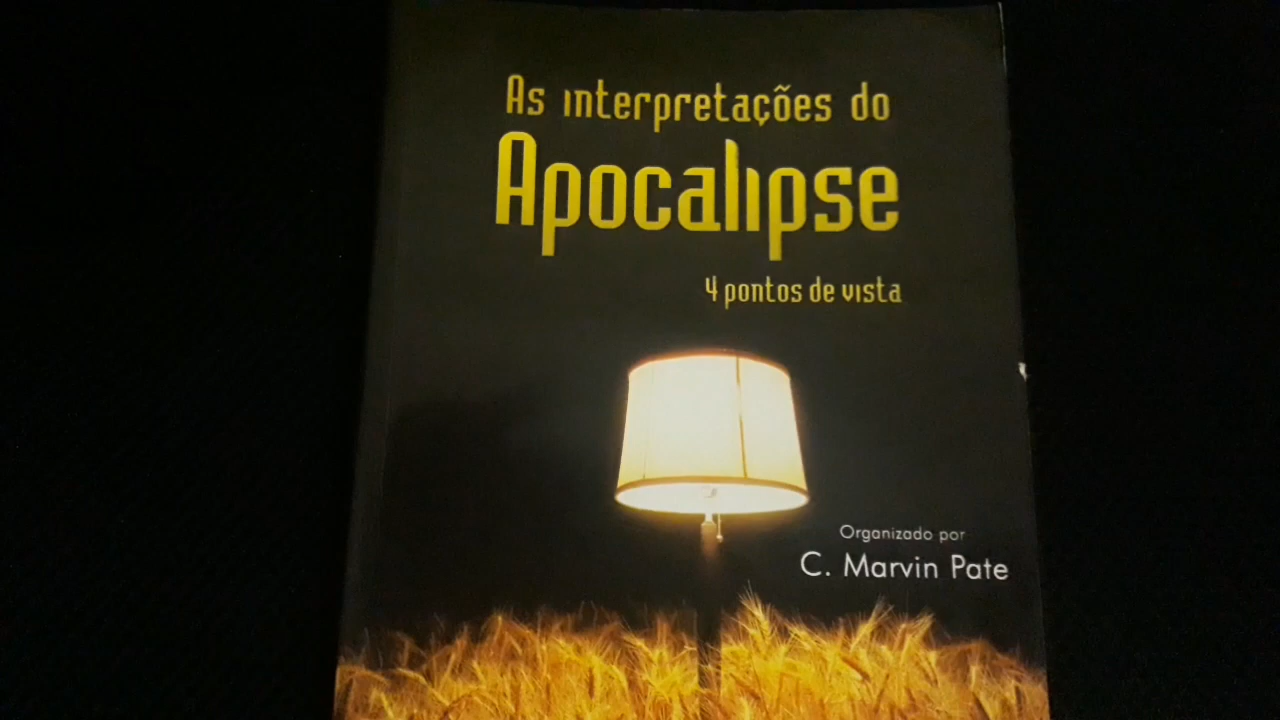 As interpretações do
Apocalipse
4 pontos de vista
Organizado por
C. Marvin Pate